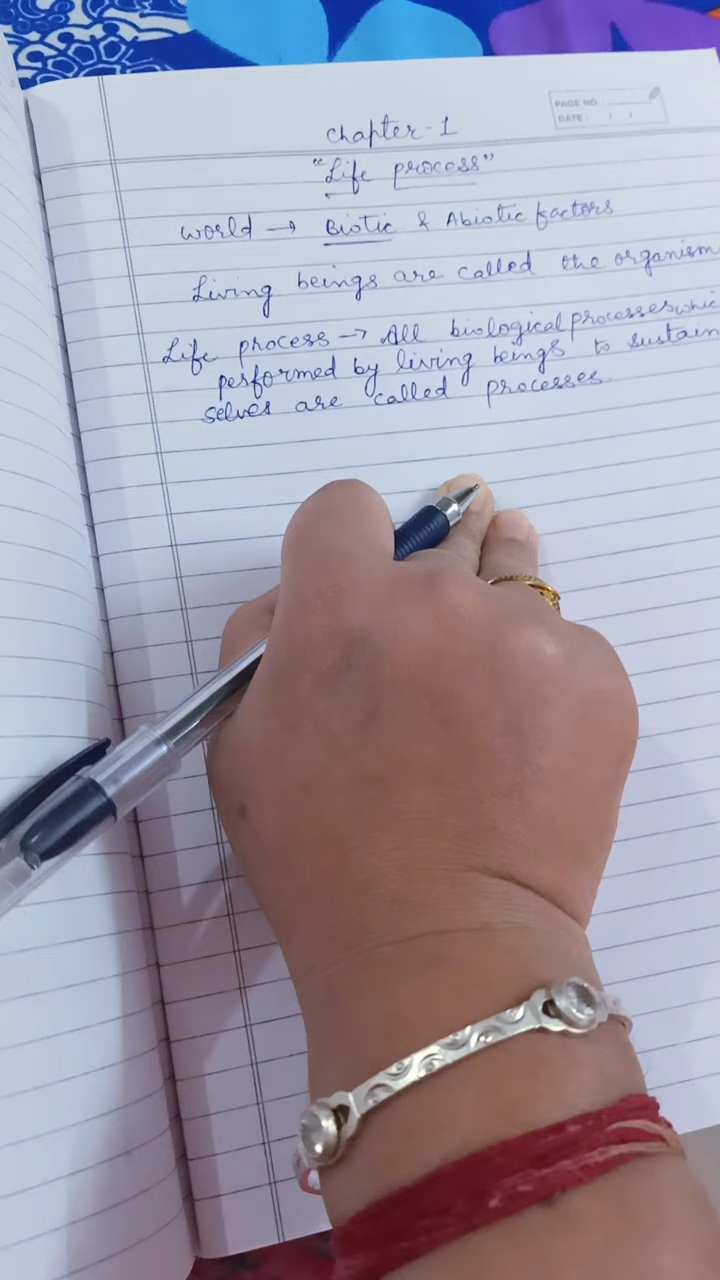 PAGE NO.
DATE: / /
Chapter-1
"Life process"
world → Biotic & Abiotic factors
Living beings are called the organism
Life process → All biological processes whi
performed by living beings to sustain
selves are called processes.